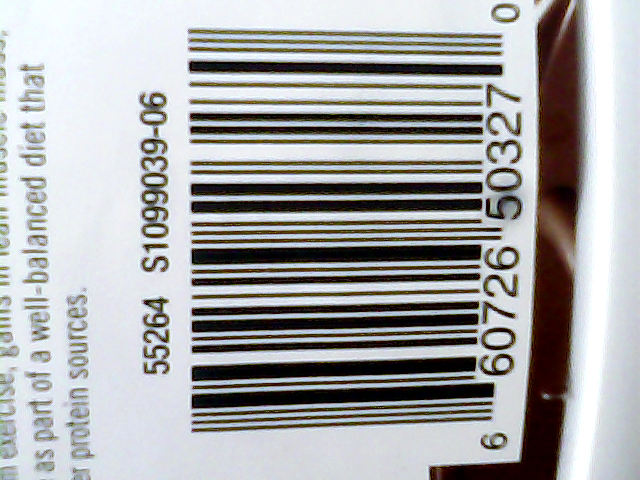 exercise, gains in lean muscle mass,
as part of a well-balanced diet that
protein sources.
55264 S1099039-06
6 60726 50327 0